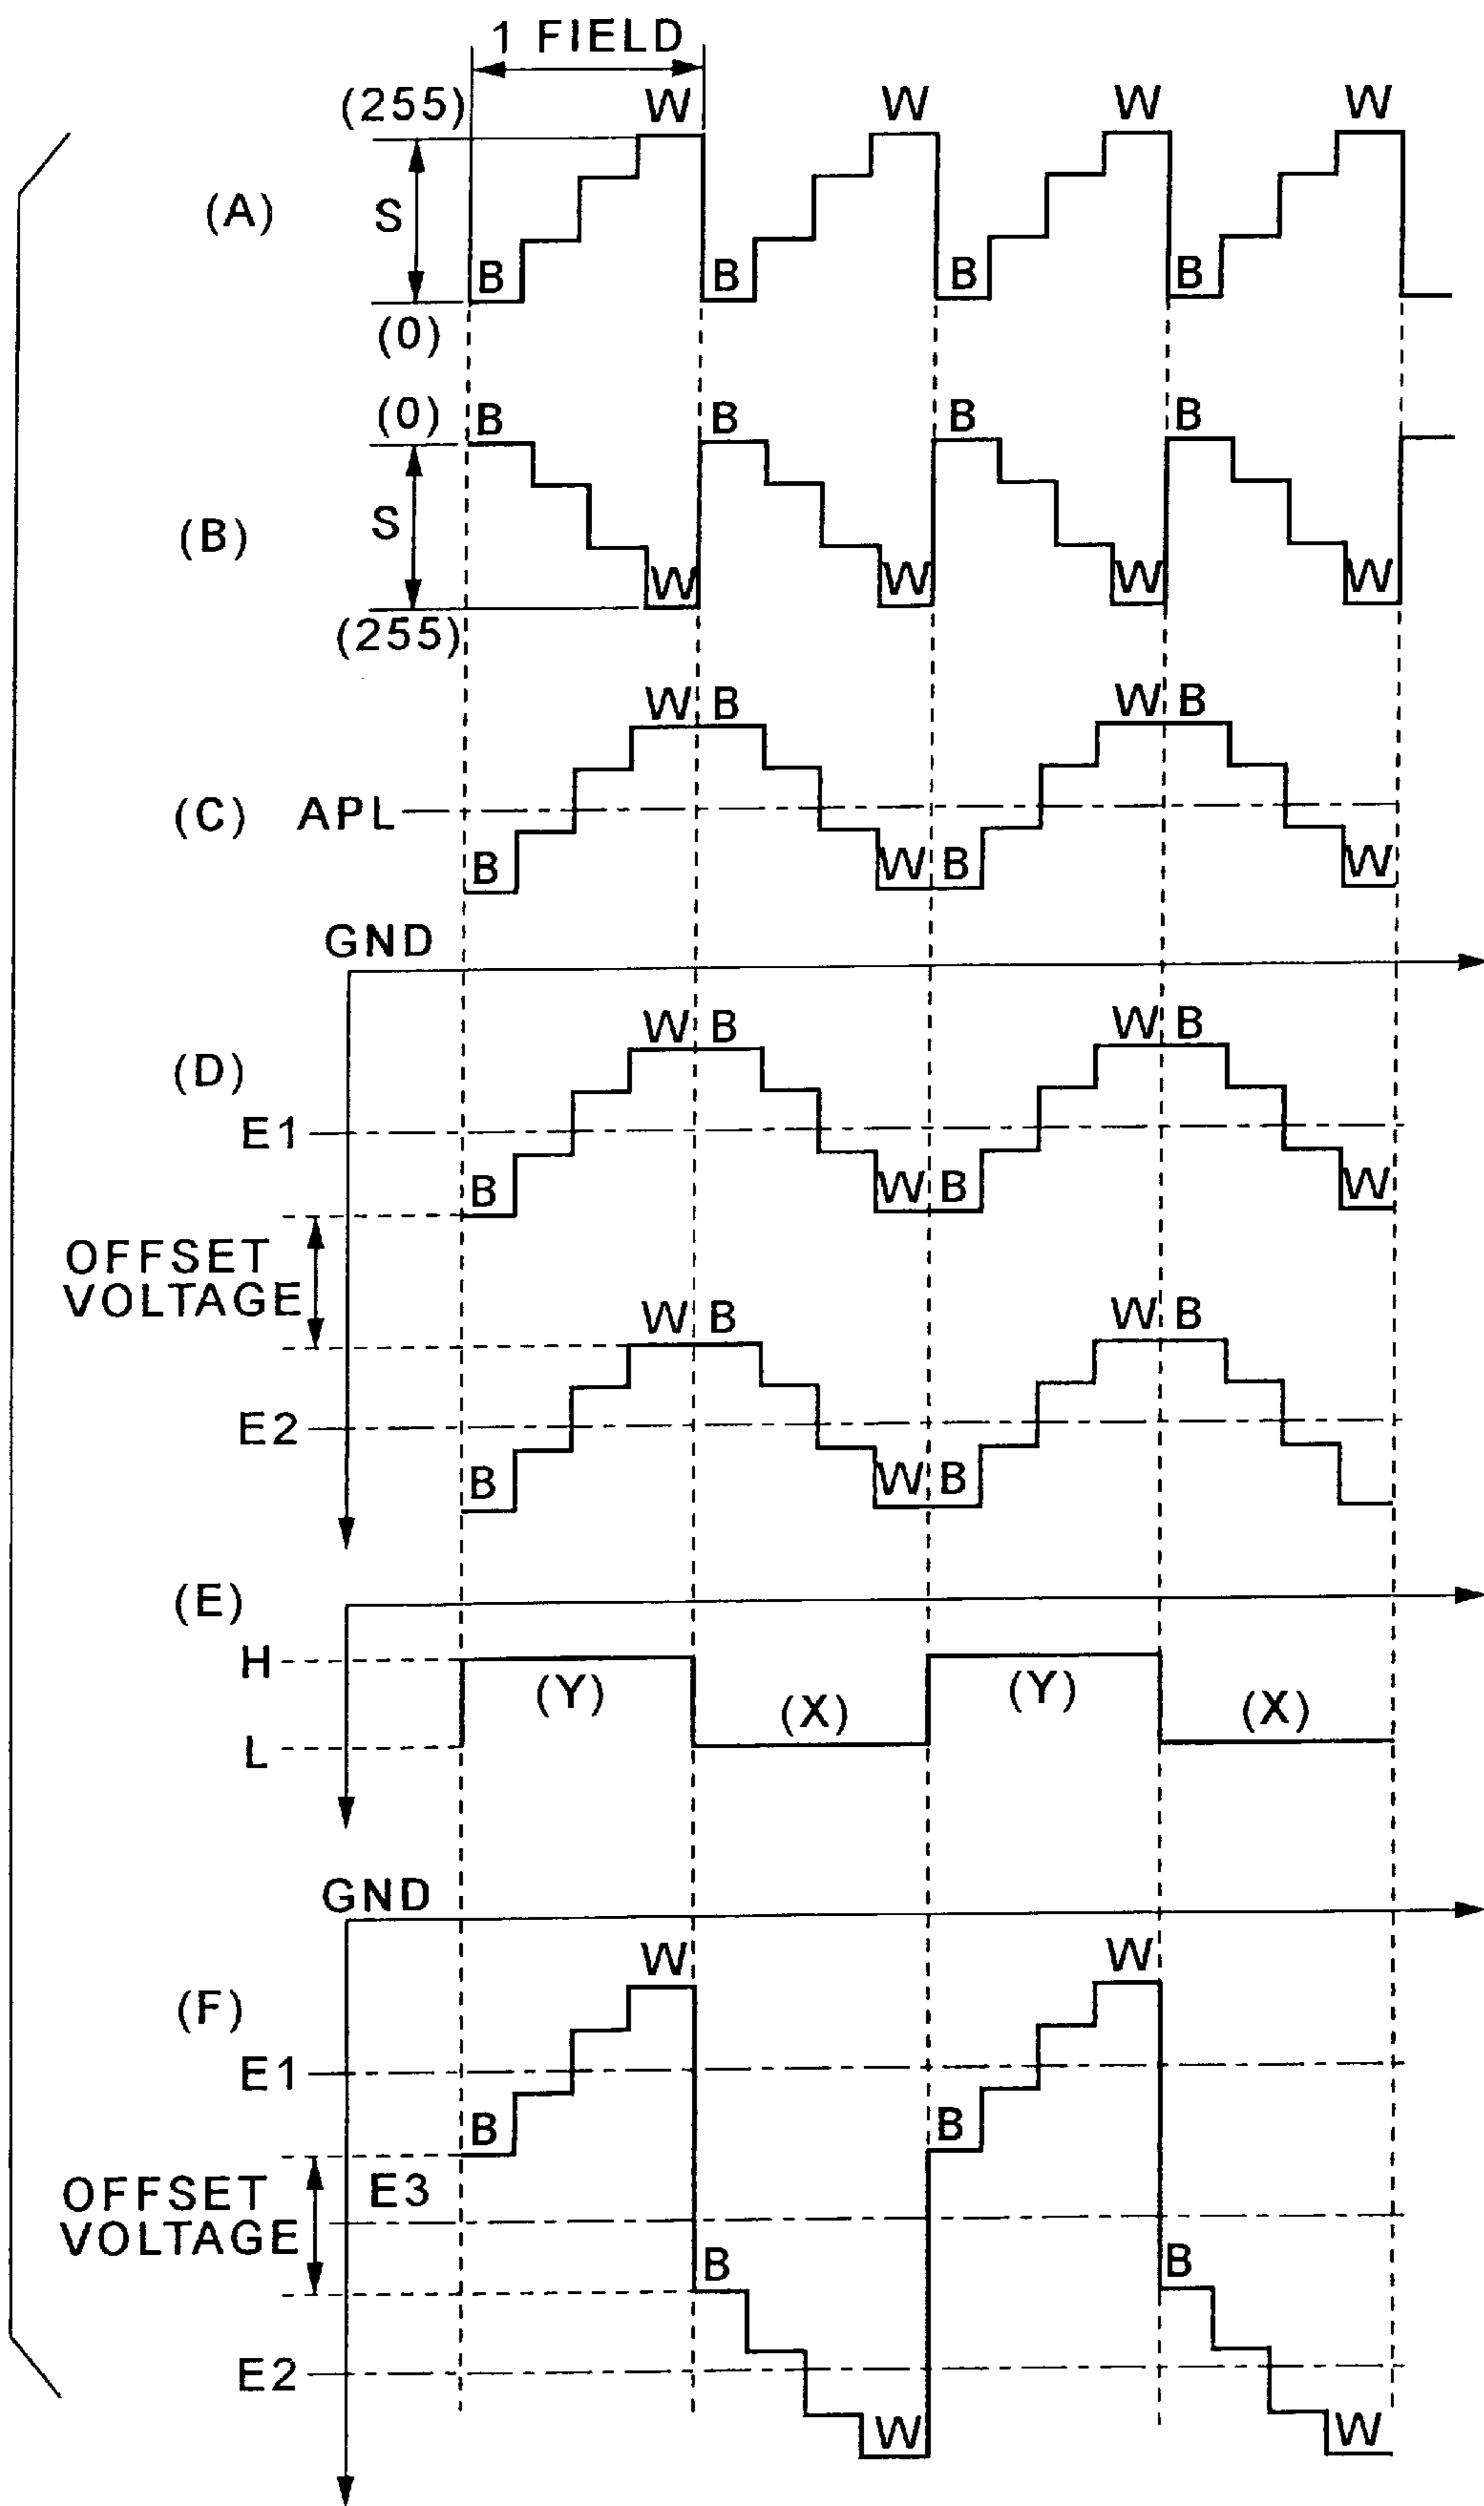 1 FIELD
(255) W W W W
(A) S
B B B B
(0)
(0) B B B B
(B) S
W W W W
(255)
W B W B
(C) APL
B W B W
GND
W B W B
(D)
E1
B W B W
OFFSET
VOLTAGE
W B W B
E2
B W B
(E)
H
(Y) (Y)
(X) (X)
L
GND
W W
(F)
E1
B B
OFFSET E3
VOLTAGE
B B
E2
W W